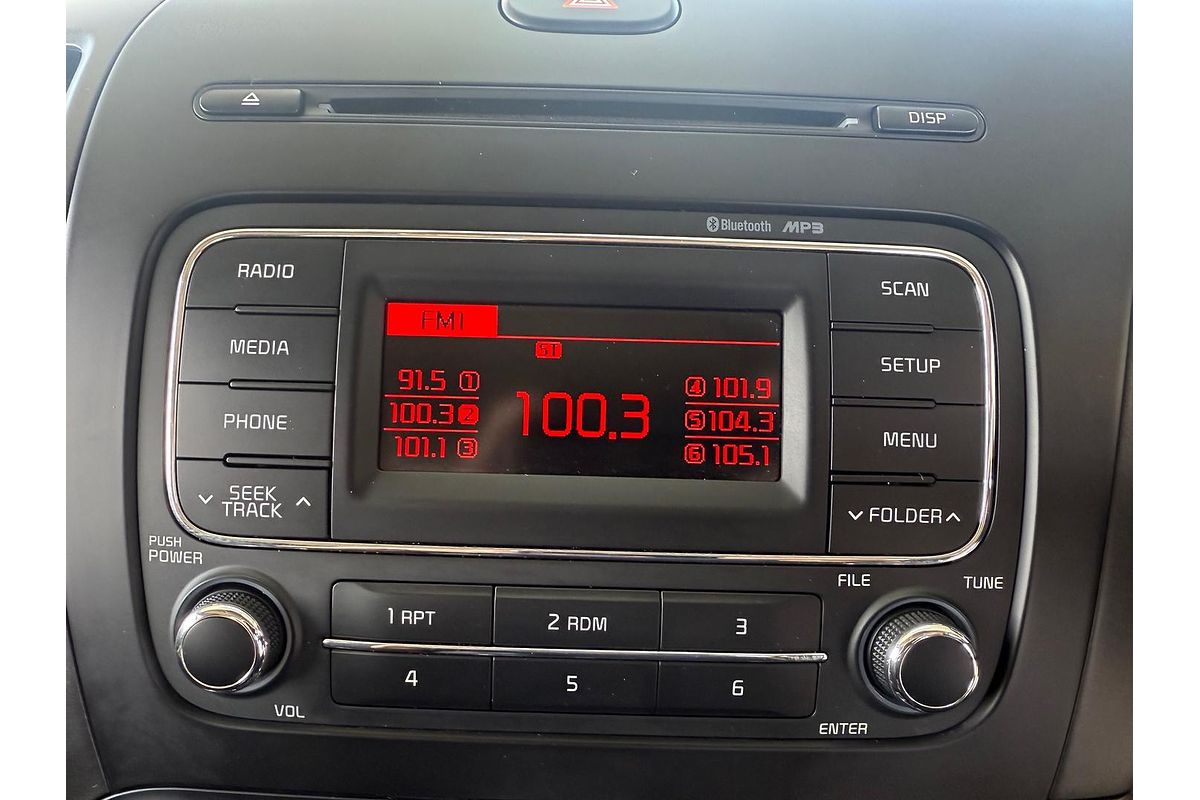 DISP
Bluetooth MP3
RADIO
MEDIA
PHONE
SEEK
TRACK
FM1
ST
91.5 1
100.3 2
101.1 3
100.3
4 101.9
5 104.3
6 105.1
SCAN
SETUP
MENU
FOLDER
PUSH
POWER
VOL
1 RPT
2 RDM
3
4
5
6
FILE
TUNE
ENTER